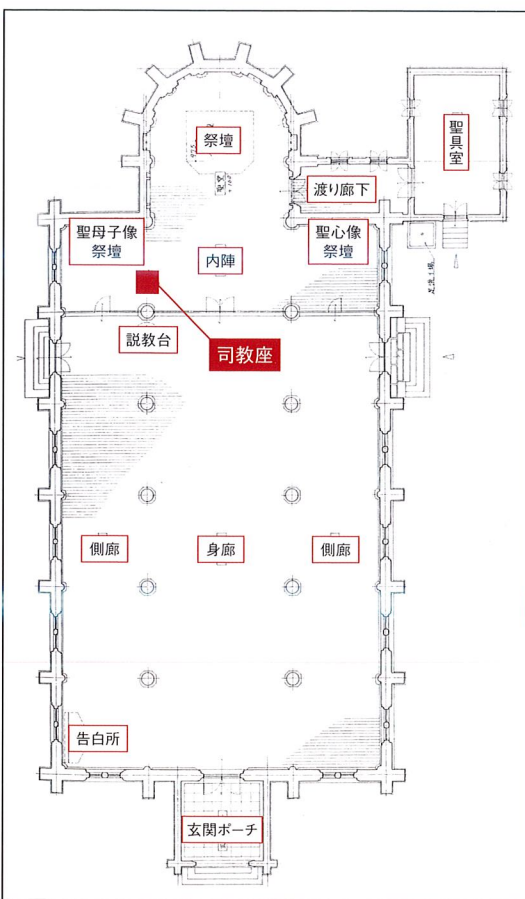 祭壇
聖具室
渡り廊下
聖母子像
祭壇
聖心像
祭壇
内陣
説教台
司教座
側廊
身廊
側廊
告白所
玄関ポーチ